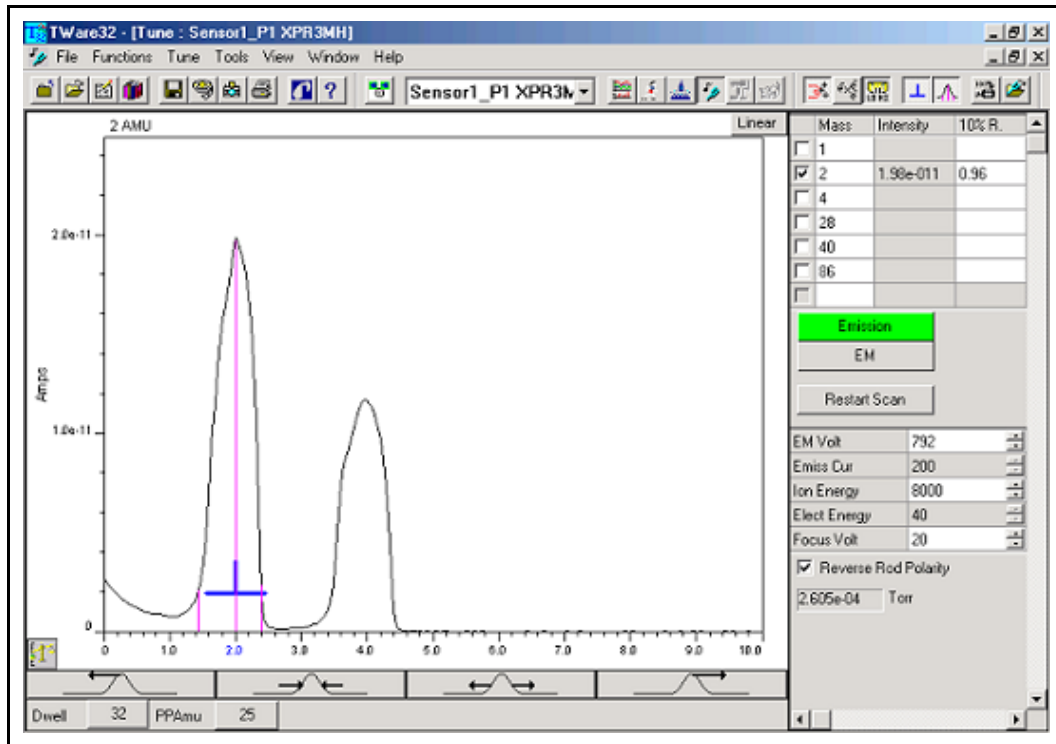 TWare32 - [Tune : Sensor1_P1 XPR3MH]
File Functions Tune Tools View Window Help
Sensor1_P1 XPR3M
2 AMU
Linear
Mass Intensity 10% R.
1
2 1.98e-011 0.96
4
28
40
86
Emission
EM
Restart Scan
EM Volt 792
Emiss Cur 200
Ion Energy 8000
Elect Energy 40
Focus Volt 20
Reverse Rod Polarity
2.605e-04 Torr
2.0e-11
1.0e-11
0
Amps
0 1.0 2.0 3.0 4.0 5.0 6.0 7.0 8.0 9.0 10.0
Dwell 32 PPAmu 25